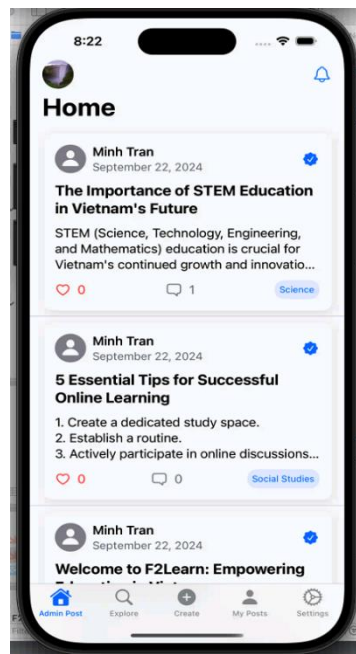 8:22
Home
Minh Tran
September 22, 2024
The Importance of STEM Education
in Vietnam's Future
STEM (Science, Technology, Engineering,
and Mathematics) education is crucial for
Vietnam's continued growth and innovatio...
0
1
Science
Minh Tran
September 22, 2024
5 Essential Tips for Successful
Online Learning
1. Create a dedicated study space.
2. Establish a routine.
3. Actively participate in online discussions...
0
0
Social Studies
Minh Tran
September 22, 2024
Welcome to F2Learn: Empowering
Admin Post
Explore
Create
My Posts
Settings